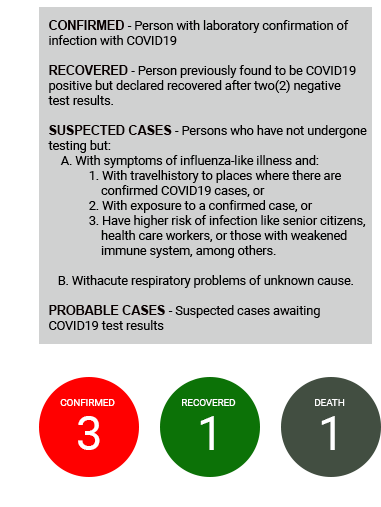 CONFIRMED - Person with laboratory confirmation of
infection with COVID19
RECOVERED - Person previously found to be COVID19
positive but declared recovered after two(2) negative
test results.
SUSPECTED CASES - Persons who have not undergone
testing but:
A. With symptoms of influenza-like illness and:
1. With travelhistory to places where there are
confirmed COVID19 cases, or
2. With exposure to a confirmed case, or
3. Have higher risk of infection like senior citizens,
health care workers, or those with weakened
immune system, among others.
B. Withacute respiratory problems of unknown cause.
PROBABLE CASES - Suspected cases awaiting
COVID19 test results
CONFIRMED RECOVERED DEATH
3 1 1